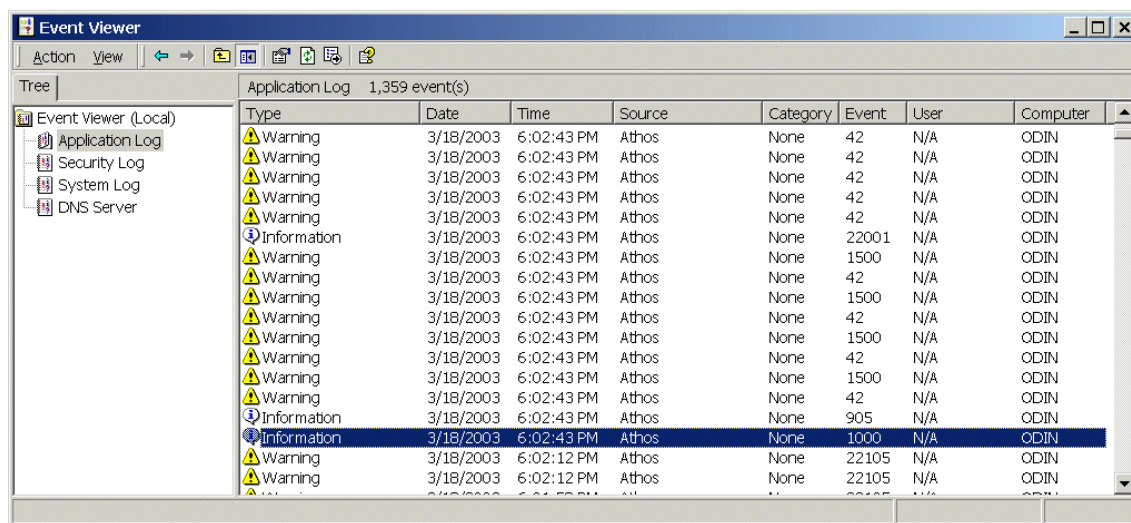 Event Viewer
Action View
Tree
Application Log 1,359 event(s)
Event Viewer (Local)
Application Log
Security Log
System Log
DNS Server
Type Date Time Source Category Event User Computer
Warning 3/18/2003 6:02:43 PM Athos None 42 N/A ODIN
Warning 3/18/2003 6:02:43 PM Athos None 42 N/A ODIN
Warning 3/18/2003 6:02:43 PM Athos None 42 N/A ODIN
Warning 3/18/2003 6:02:43 PM Athos None 42 N/A ODIN
Warning 3/18/2003 6:02:43 PM Athos None 42 N/A ODIN
Information 3/18/2003 6:02:43 PM Athos None 22001 N/A ODIN
Warning 3/18/2003 6:02:43 PM Athos None 1500 N/A ODIN
Warning 3/18/2003 6:02:43 PM Athos None 42 N/A ODIN
Warning 3/18/2003 6:02:43 PM Athos None 1500 N/A ODIN
Warning 3/18/2003 6:02:43 PM Athos None 42 N/A ODIN
Warning 3/18/2003 6:02:43 PM Athos None 1500 N/A ODIN
Warning 3/18/2003 6:02:43 PM Athos None 42 N/A ODIN
Warning 3/18/2003 6:02:43 PM Athos None 1500 N/A ODIN
Warning 3/18/2003 6:02:43 PM Athos None 42 N/A ODIN
Information 3/18/2003 6:02:43 PM Athos None 905 N/A ODIN
Information 3/18/2003 6:02:43 PM Athos None 1000 N/A ODIN
Warning 3/18/2003 6:02:12 PM Athos None 22105 N/A ODIN
Warning 3/18/2003 6:02:12 PM Athos None 22105 N/A ODIN